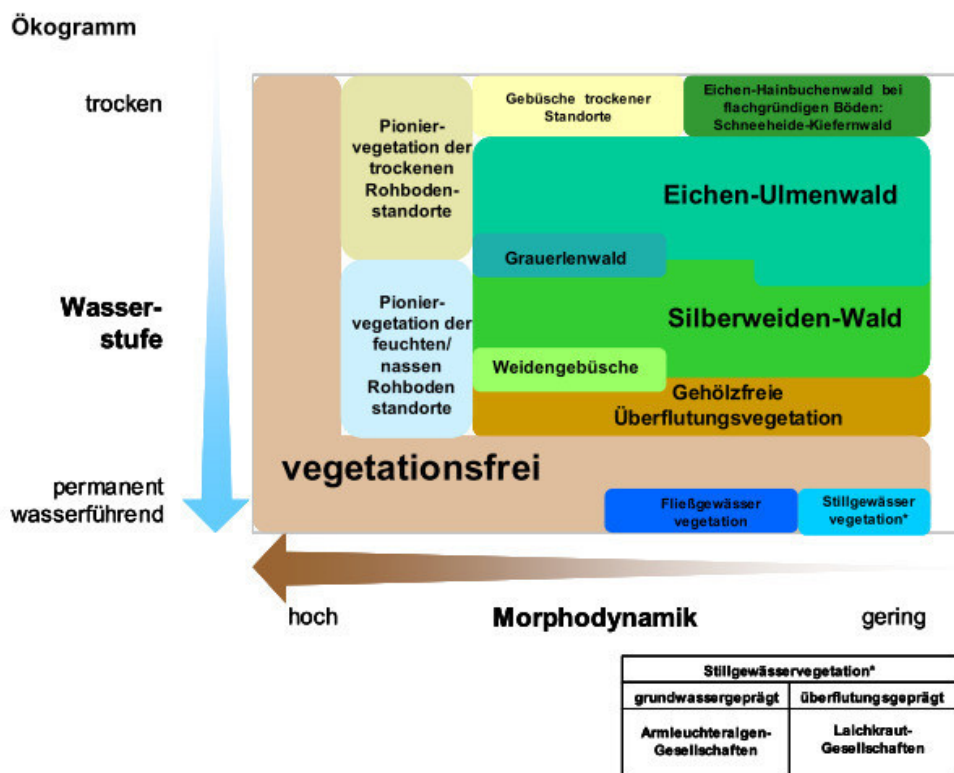 Ökogramm
trocken
Wasser-
stufe
permanent
wasserführend
Pionier-
vegetation der
trockenen
Rohboden-
standorte
Gebüsche trockener
Standorte
Eichen-Hainbuchenwald bei
flachgründigen Böden:
Schneeheide-Kiefernwald
Eichen-Ulmenwald
Grauerlenwald
Pionier-
vegetation der
feuchten/
nassen
Rohboden
standorte
Silberweiden-Wald
Weidengebüsche
Gehölzfreie
Überflutungsvegetation
vegetationsfrei
Fließgewässer
vegetation
Stillgewässer
vegetation*
hoch
Morphodynamik
gering
Stillgewässervegetation*
grundwassergeprägt
überflutungsgeprägt
Armleuchteralgen-
Gesellschaften
Laichkraut-
Gesellschaften